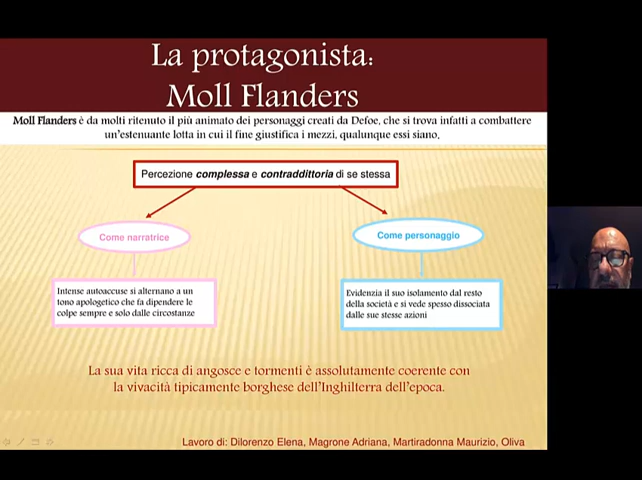 La protagonista:
Moll Flanders
Moll Flanders è da molti ritenuto il più animato dei personaggi creati da Defoe, che si trova infatti a combattere
un'estenuante lotta in cui il fine giustifica i mezzi, qualunque essi siano.
Percezione complessa e contraddittoria di se stessa
Come narratrice
Come personaggio
Intense autoaccuse si alternano a un
tono apologetico che fa dipendere le
colpe sempre e solo dalle circostanze
Evidenzia il suo isolamento dal resto
della società e si vede spesso dissociata
dalle sue stesse azioni
La sua vita ricca di angosce e tormenti è assolutamente coerente con
la vivacità tipicamente borghese dell'Inghilterra dell'epoca.
Lavoro di: Dilorenzo Elena, Magrone Adriana, Martiradonna Maurizio, Oliva